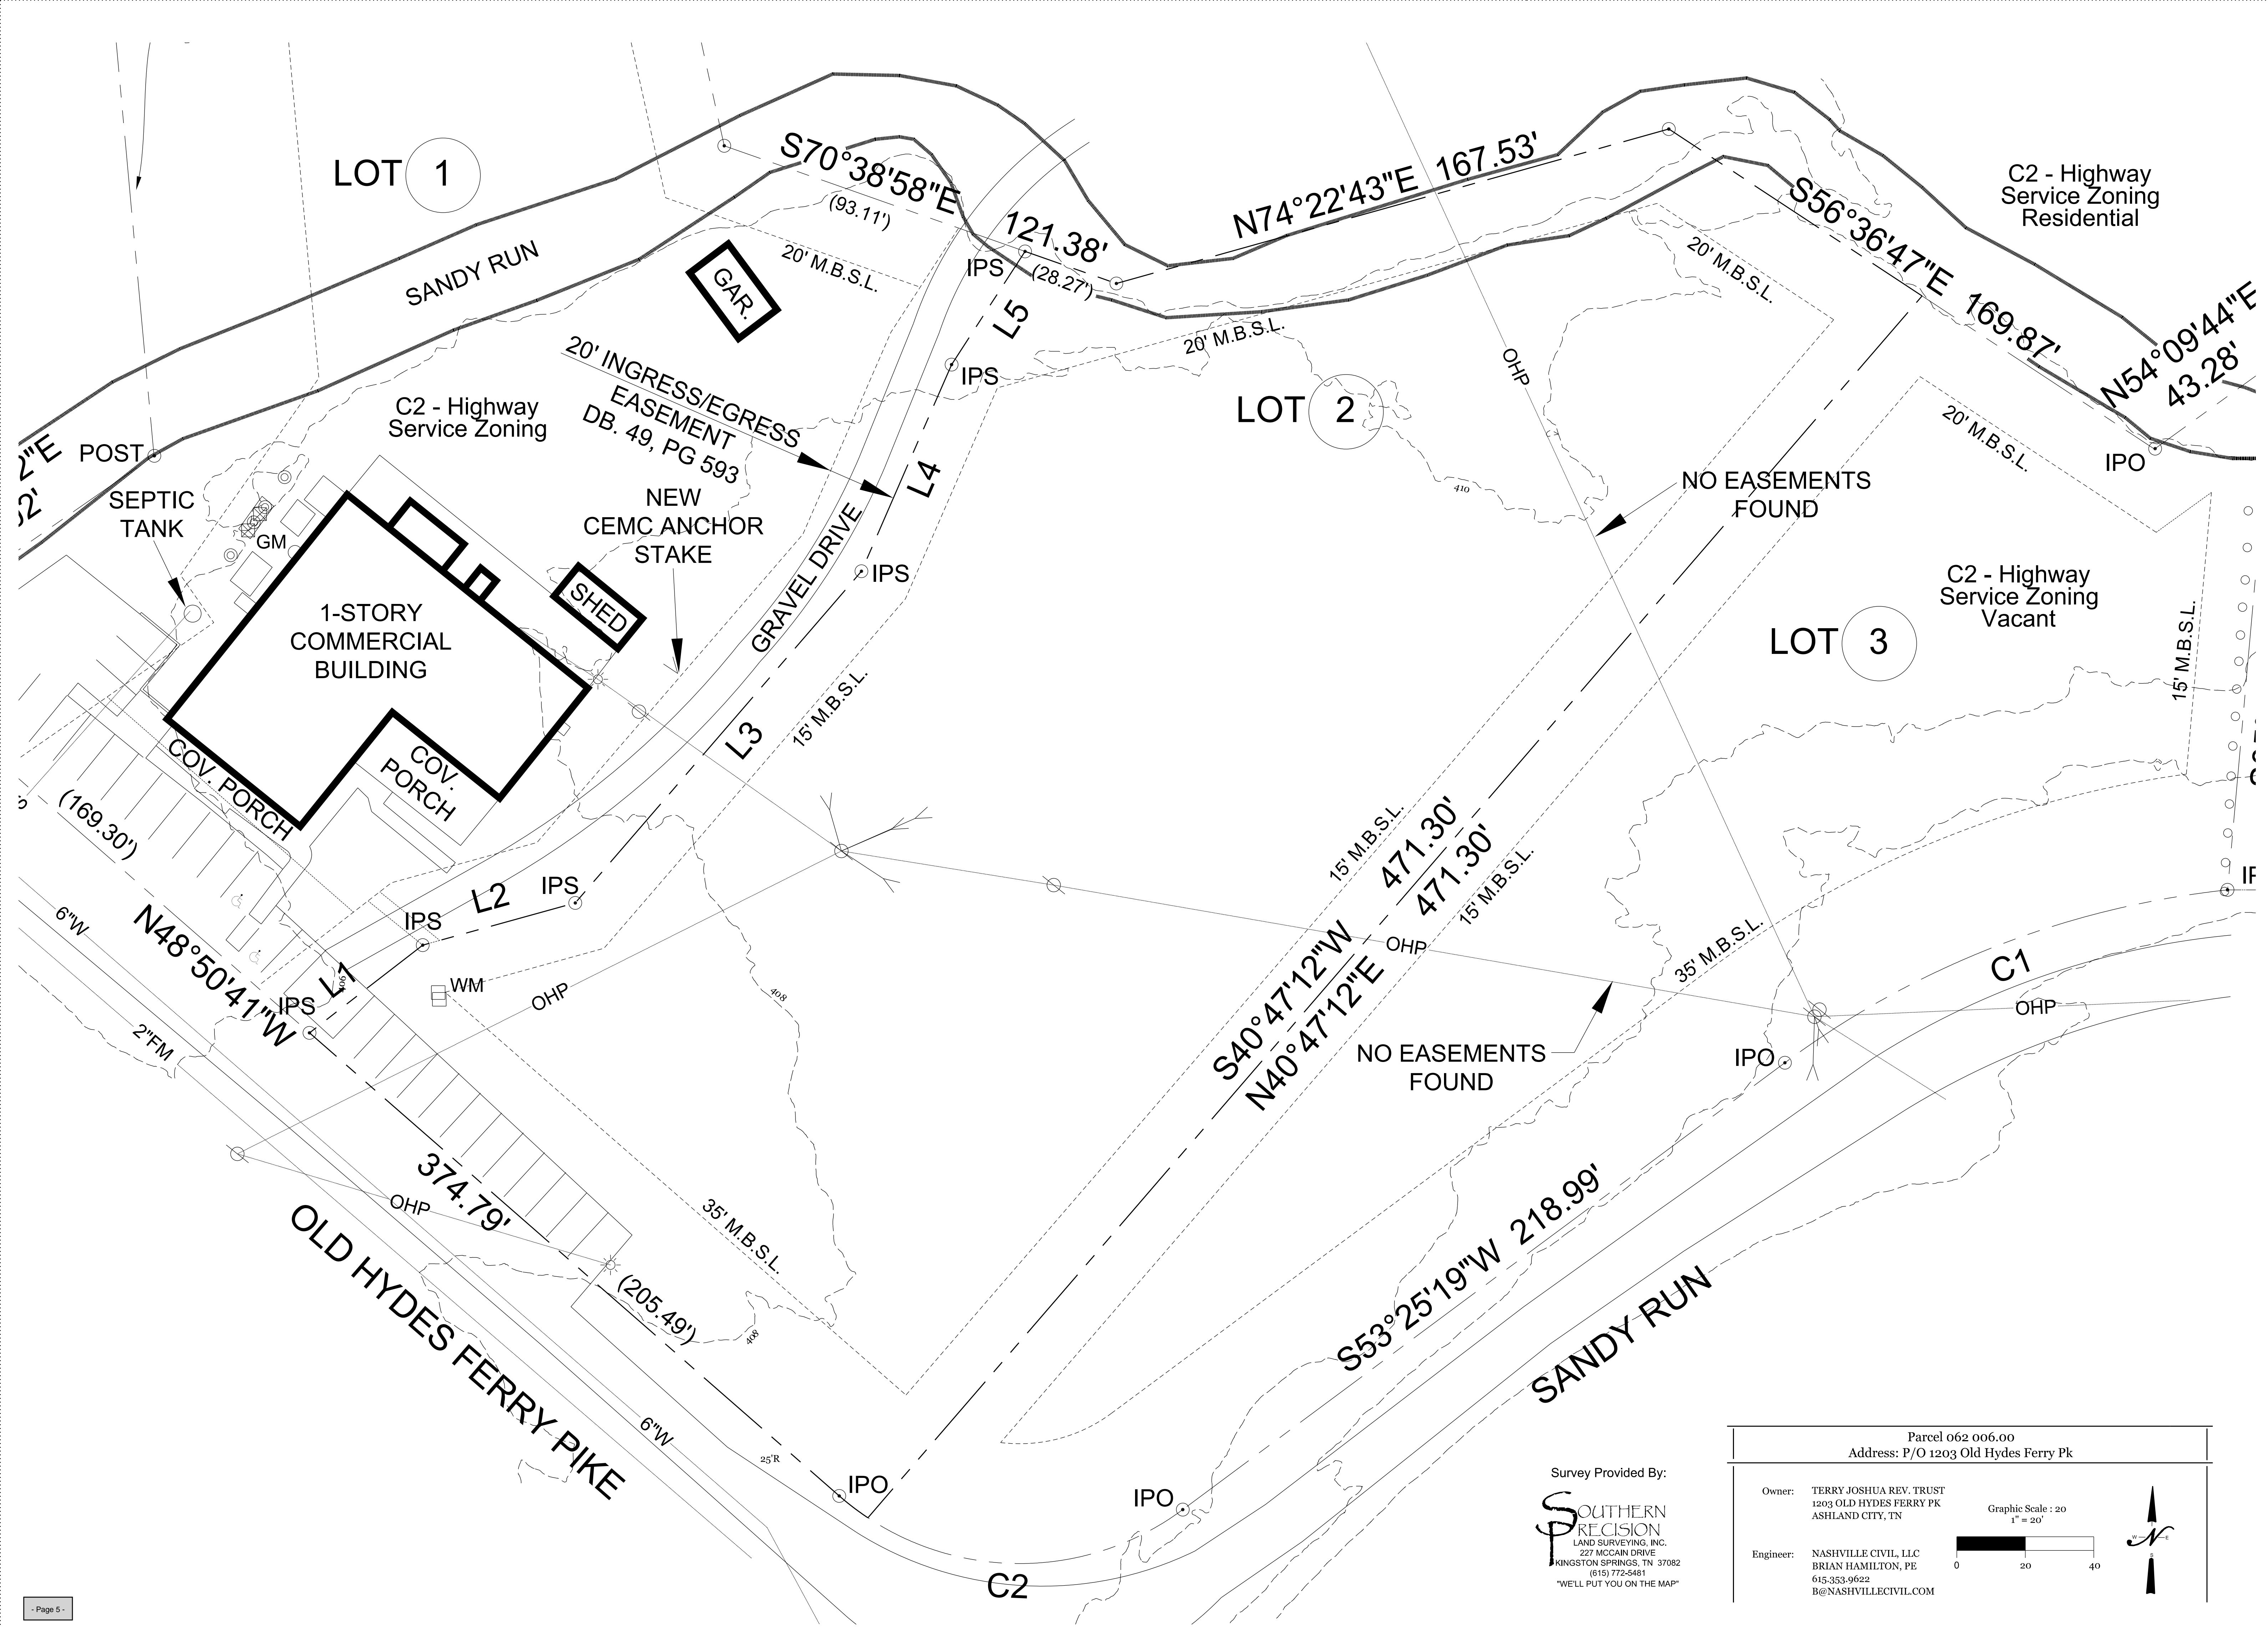 LOT 1
SANDY RUN
S70°38'58"E
(93.11')
121.38'
(28.27')
IPS
20' M.B.S.L.
GAR.
L5
IPS
N74°22'43"E 167.53'
20' M.B.S.L.
OHP
S56°36'47"E 169.87'
20' M.B.S.L.
C2 - Highway
Service Zoning
Residential
N54°09'44"E
43.28'
IPO
20' M.B.S.L.
2"E
POST
SEPTIC
TANK
GM
C2 - Highway
Service Zoning
20' INGRESS/EGRESS
EASEMENT
DB. 49, PG 593
L4
IPS
NEW
CEMC ANCHOR
STAKE
GRAVEL DRIVE
SHED
1-STORY
COMMERCIAL
BUILDING
COV. PORCH
COV.
PORCH
L3
15' M.B.S.L.
LOT 2
410
NO EASEMENTS
FOUND
C2 - Highway
Service Zoning
Vacant
LOT 3
15' M.B.S.L.
(169.30')
6"W
N48°50'41"W
2"FM
L2
IPS
IPS
L1
IPS
WM
OHP
408
15' M.B.S.L.
471.30'
471.30'
15' M.B.S.L.
S40°47'12"W
N40°47'12"E
OHP
NO EASEMENTS
FOUND
35' M.B.S.L.
C1
OHP
IPO
374.79'
OHP
35' M.B.S.L.
(205.49')
408
OLD HYDES FERRY PIKE
6"W
25'R
IPO
S53°25'19"W 218.99'
SANDY RUN
IPO
C2
Survey Provided By:
SOUTHERN
PRECISION
LAND SURVEYING, INC.
227 MCCAIN DRIVE
KINGSTON SPRINGS, TN 37082
(615) 772-5481
"WE'LL PUT YOU ON THE MAP"
Parcel 062 006.00
Address: P/O 1203 Old Hydes Ferry Pk
Owner: TERRY JOSHUA REV. TRUST
1203 OLD HYDES FERRY PK
ASHLAND CITY, TN
Engineer: NASHVILLE CIVIL, LLC
BRIAN HAMILTON, PE
615.353.9622
B@NASHVILLECIVIL.COM
Graphic Scale : 20
1" = 20'
0 20 40
N
W E
S
- Page 5 -